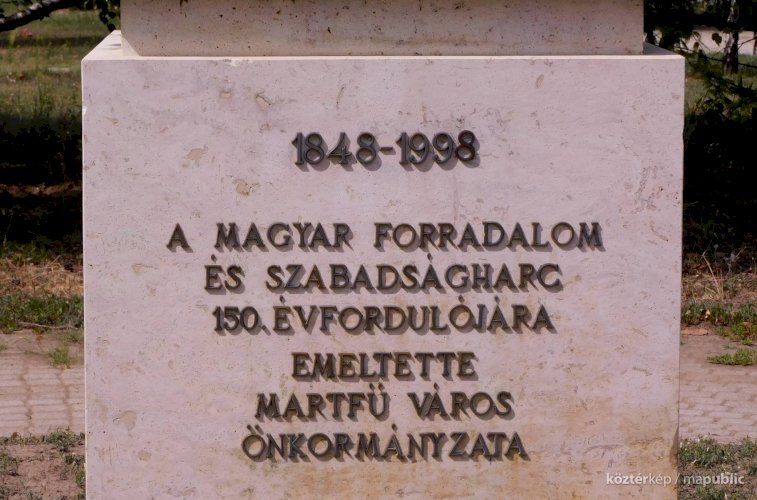 1848-1998
A MAGYAR FORRADALOM
ÉS SZABADSÁGHARC
150. ÉVFORDULÓJÁRA
EMELTETTE
MARTFŰ VÁROS
ÖNKORMÁNYZATA
köztérkép / mapublic